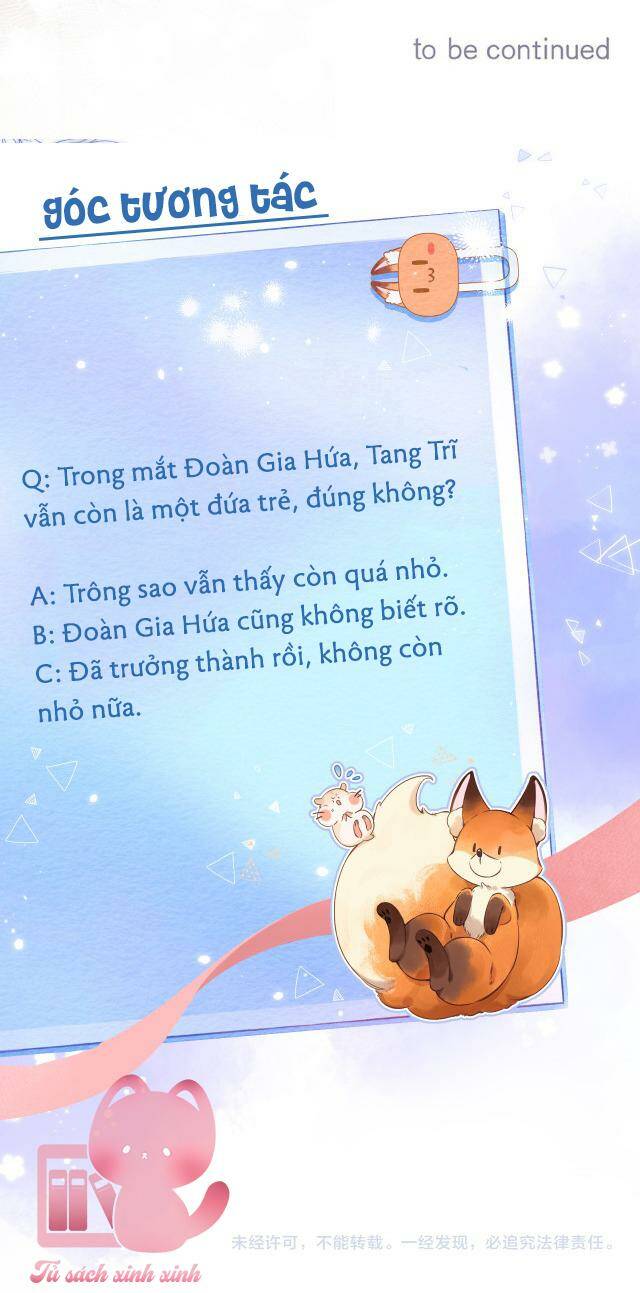 to be continued
góc tương tác
Q: Trong mắt Đoàn Gia Hứa, Tang Trĩ
vẫn còn là một đứa trẻ, đúng không?
A: Trông sao vẫn thấy còn quá nhỏ.
B: Đoàn Gia Hứa cũng không biết rõ.
C: Đã trưởng thành rồi, không còn
nhỏ nữa.
未经许可，不能转载。一经发现，必追究法律责任。
Tủ sách xinh xinh